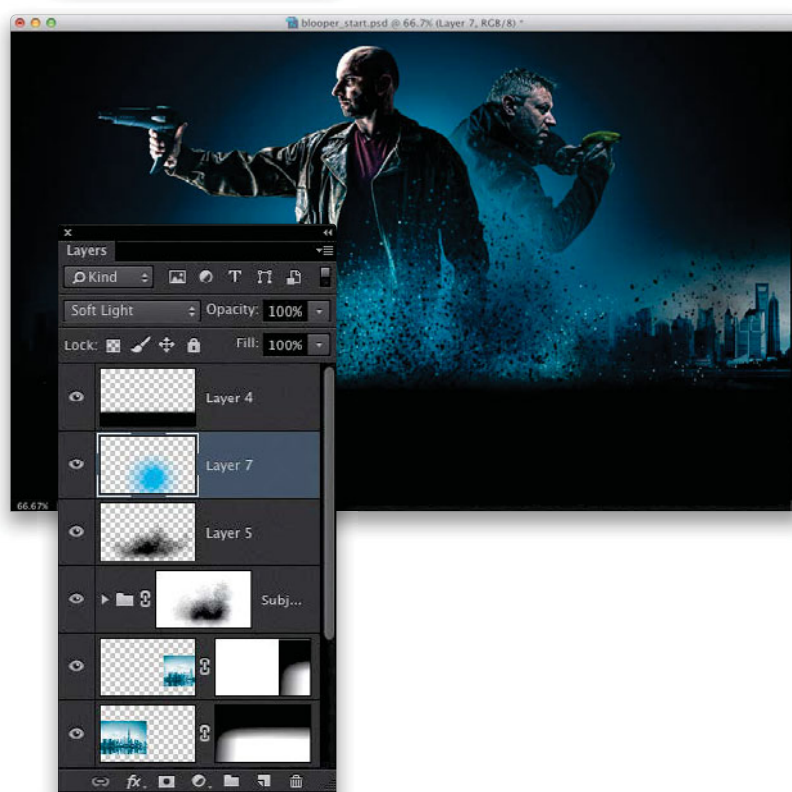 blooper_start.psd @ 66.7% (Layer 7, RGB/8) *
Layers
Kind
Soft Light
Opacity: 100%
Lock:
Fill: 100%
Layer 4
Layer 7
Layer 5
Subj...
66.67%
fx